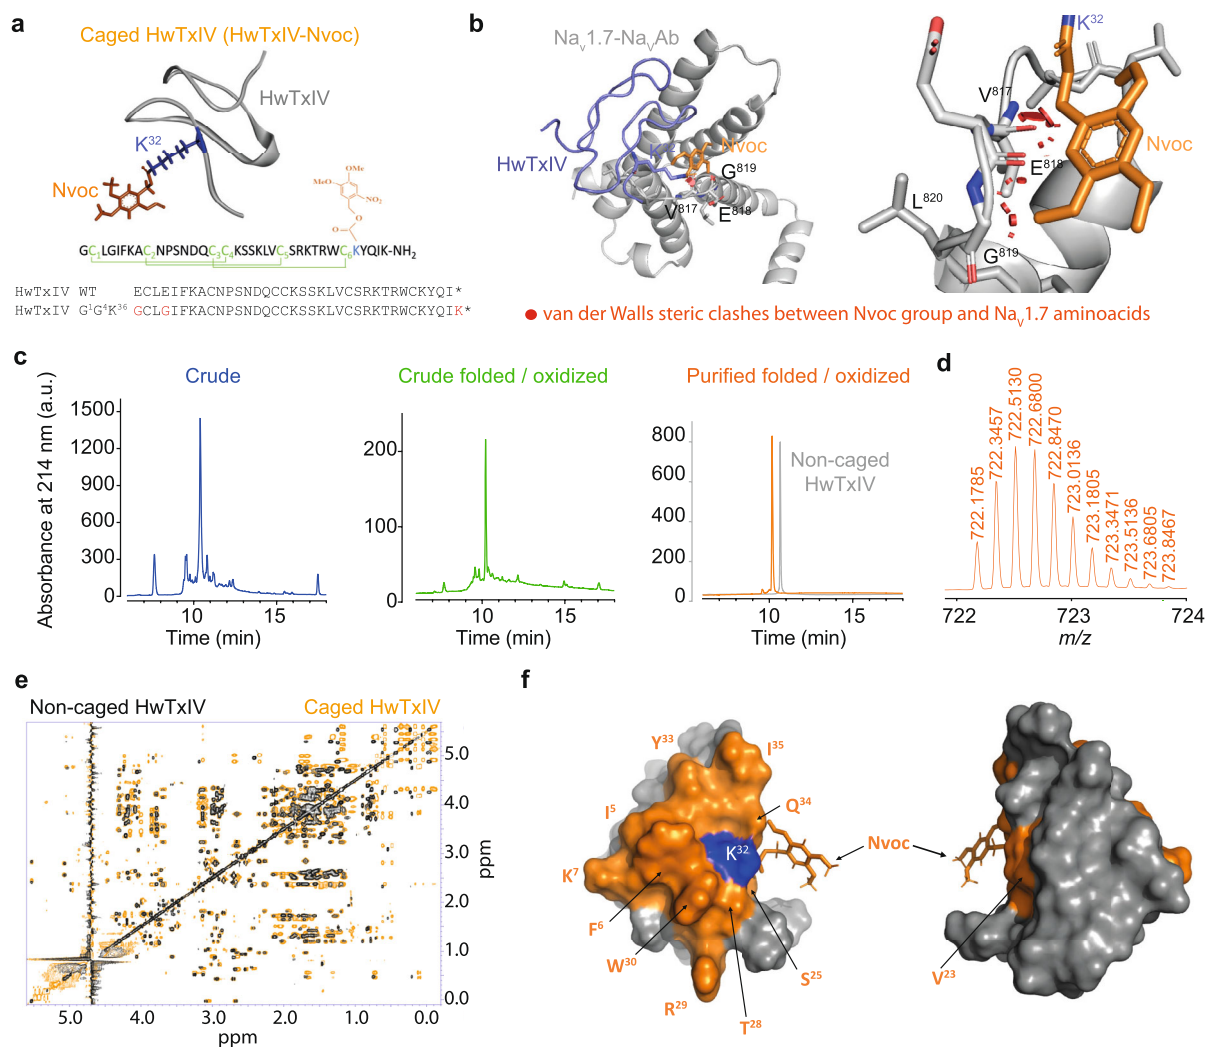 a
Caged HwTxIV (HwTxIV-Nvoc)
HwTxIV
K32
Nvoc
OMe
MeO
OMe
NO2
O
O
GC1LGIFKAC2NPSNDQC3C4KSSKLVC5SRKTRWC6KYQIK-NH2
HwTxIV WT ECLEIFKACNPSNDQCCKSSKLVCSRKTRWCKYQI*
HwTxIV G1G4K36 GCLGIFKACNPSNDQCCKSSKLVCSRKTRWCKYQIK*
b
Nav1.7-NavAb
HwTxIV
K32
Nvoc
G819
V817
E818
K32
V817
Nvoc
E818
L820
G819
van der Walls steric clashes between Nvoc group and NaV1.7 aminoacids
c
Crude
Crude folded / oxidized
Purified folded / oxidized
Absorbance at 214 nm (a.u.)
1500
1200
900
600
300
0
10
15
Time (min)
200
100
0
10
15
Time (min)
800
600
400
200
0
Non-caged
HwTxIV
10
15
Time (min)
d
722.1785
722.3457
722.5130
722.6800
722.8470
723.0136
723.1805
723.3471
723.5136
723.6805
723.8467
722
723
724
m/z
e
Non-caged HwTxIV
Caged HwTxIV
5.0
4.0
3.0
2.0
1.0
0.0
ppm
5.0
4.0
3.0
2.0
1.0
0.0
ppm
f
Y33
I35
Q34
I5
K32
Nvoc
K7
F6
W30
S25
R29
T28
V23